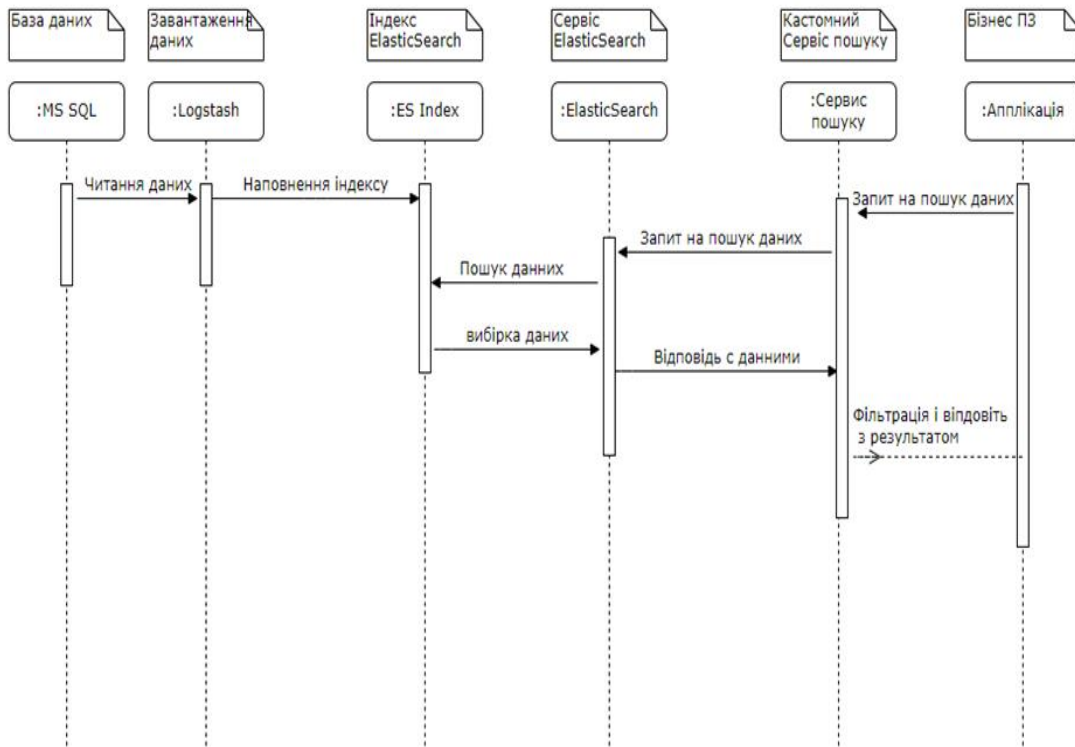 База даних
Завантаження
даних
Індекс
ElasticSearch
Сервіс
ElasticSearch
Кастомний
Сервіс пошуку
Бізнес ПЗ
:MS SQL
:Logstash
:ES Index
:ElasticSearch
:Сервис
пошуку
:Апплікація
Читання даних
Наповнення індексу
Запит на пошук даних
Запит на пошук даних
Пошук данних
вибірка даних
Відповідь с данними
Фільтрація і віпдовіть
з результатом